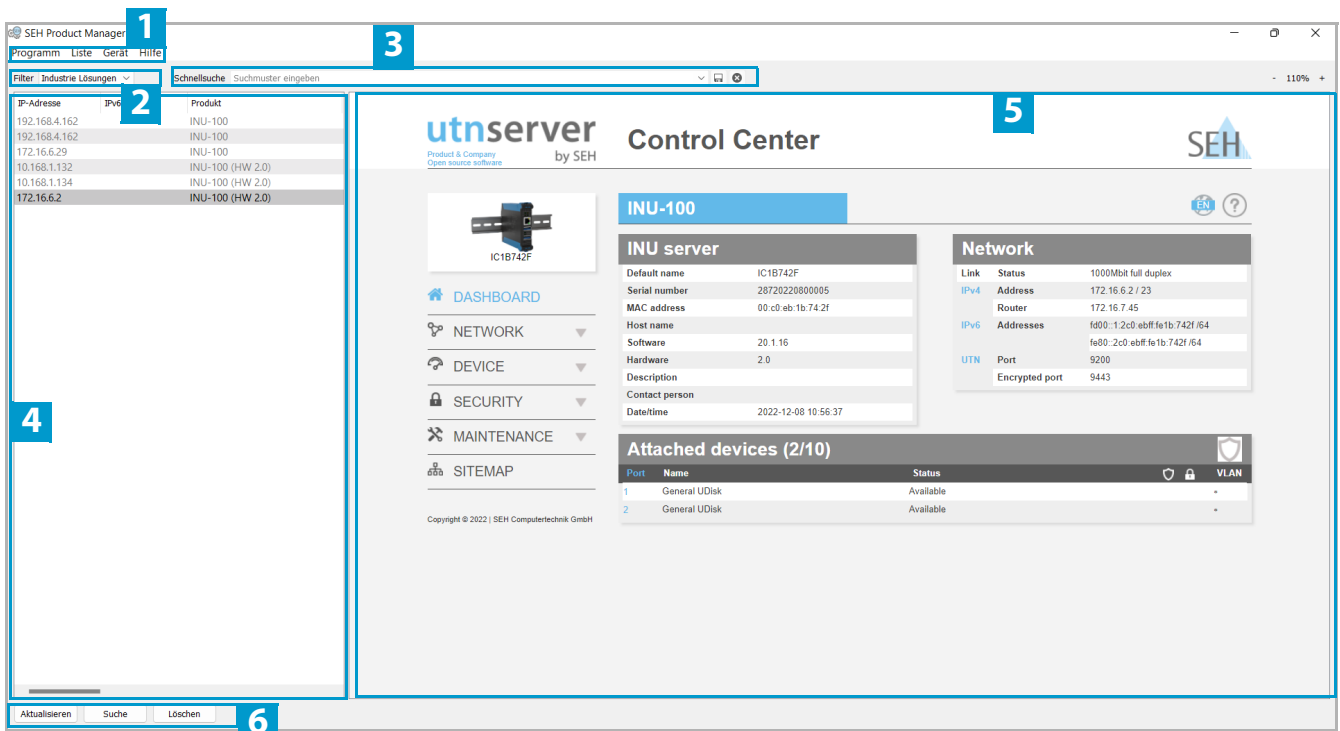 SEH Product Manager
1
Programm Liste Gerät Hilfe
3
Filter Industrie Lösungen
Schnellsuche Suchmuster eingeben
- 110% +
2
IP-Adresse IPv6 Produkt
192.168.4.162 INU-100
192.168.4.162 INU-100
172.16.6.29 INU-100
10.168.1.132 INU-100 (HW 2.0)
10.168.1.134 INU-100 (HW 2.0)
172.16.6.2 INU-100 (HW 2.0)
4
5
utnserver
by SEH
Product & Company
Open source software
Control Center
SEH
IC1B742F
DASHBOARD
NETWORK
DEVICE
SECURITY
MAINTENANCE
SITEMAP
Copyright © 2022 | SEH Computertechnik GmbH
INU-100
EN ?
INU server
Default name IC1B742F
Serial number 28720220800005
MAC address 00:c0:eb:1b:74:2f
Host name
Software 20.1.16
Hardware 2.0
Description
Contact person
Date/time 2022-12-08 10:56:37
Network
Link Status 1000Mbit full duplex
IPv4 Address 172.16.6.2 / 23
Router 172.16.7.45
IPv6 Addresses fd00::1:2c0:ebff:fe1b:742f /64
fe80::2c0:ebff:fe1b:742f /64
UTN Port 9200
Encrypted port 9443
Attached devices (2/10)
Port Name Status VLAN
1 General UDisk Available -
2 General UDisk Available -
Aktualisieren Suche Löschen
6